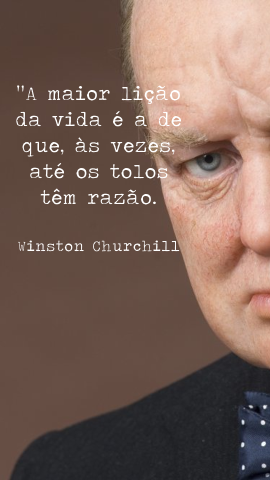 "A maior lição
da vida é a de
que, às vezes,
até os tolos
têm razão.
Winston Churchill